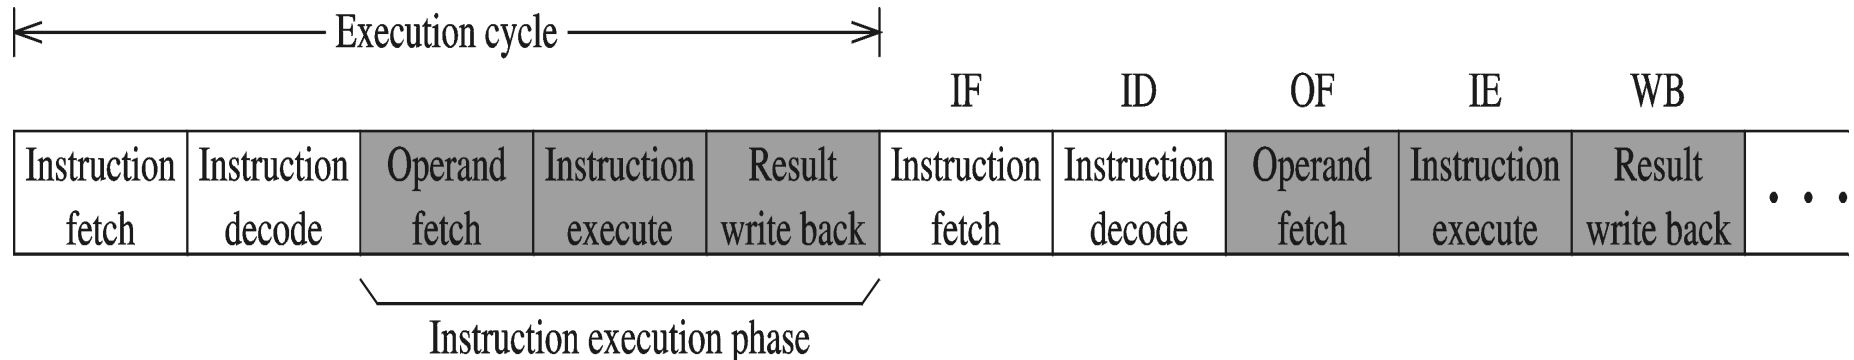 Execution cycle
IF ID OF IE WB
Instruction Instruction Operand Instruction Result Instruction Instruction Operand Instruction Result
fetch decode fetch execute write back fetch decode fetch execute write back . . .
Instruction execution phase